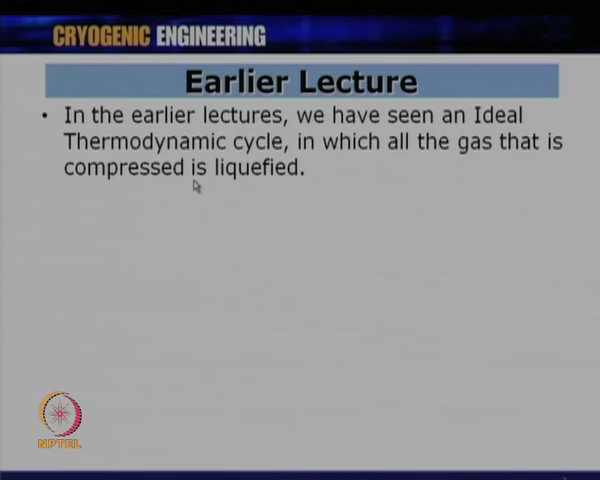 CRYOGENIC ENGINEERING
Earlier Lecture
• In the earlier lectures, we have seen an Ideal
Thermodynamic cycle, in which all the gas that is
compressed is liquefied.
NPTEL